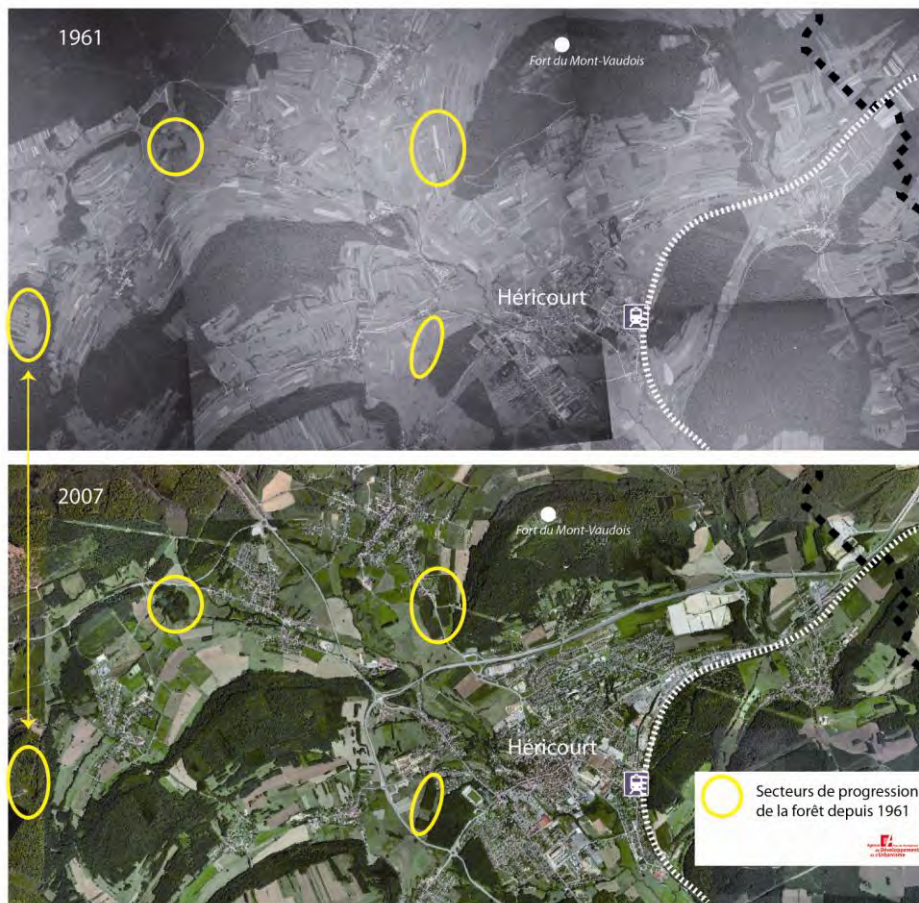 1961
Fort du Mont-Vaudois
Héricourt
2007
Fort du Mont-Vaudois
Héricourt
Secteurs de progression
de la forêt depuis 1961